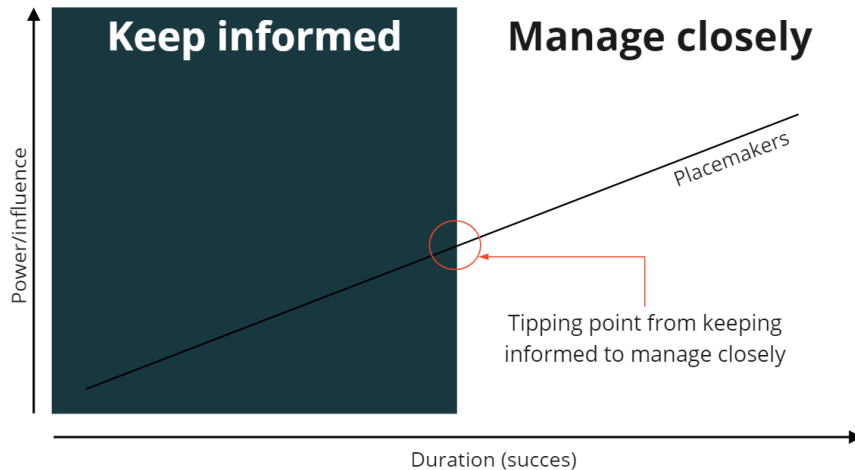 Keep informed
Manage closely
Power/influence
Placemakers
Tipping point from keeping
informed to manage closely
Duration (succes)